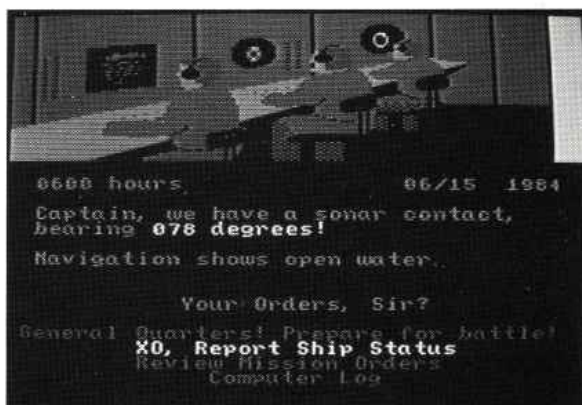 0600 hours. 06/15 1984
Captain, we have a sonar contact,
bearing 078 degrees!
Navigation shows open water.
Your Orders, Sir?
General Quarters! Prepare for battle!
XO, Report Ship Status
Review Mission Orders
Computer Log